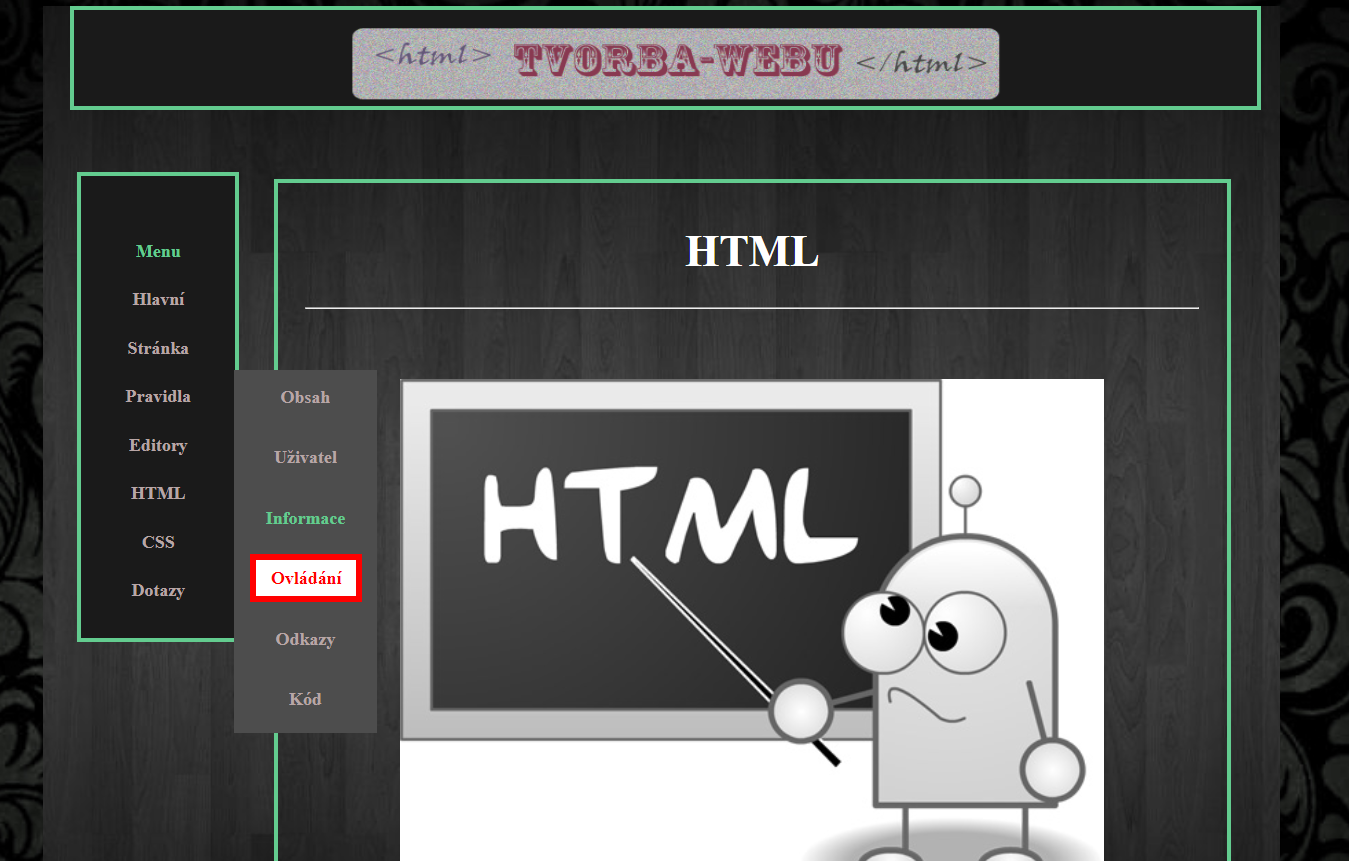 <html> TVORBA-WEBU </html>
Menu
Hlavní
Stránka
Pravidla
Editory
HTML
CSS
Dotazy
Obsah
Uživatel
Informace
Ovládání
Odkazy
Kód
HTML
HTML